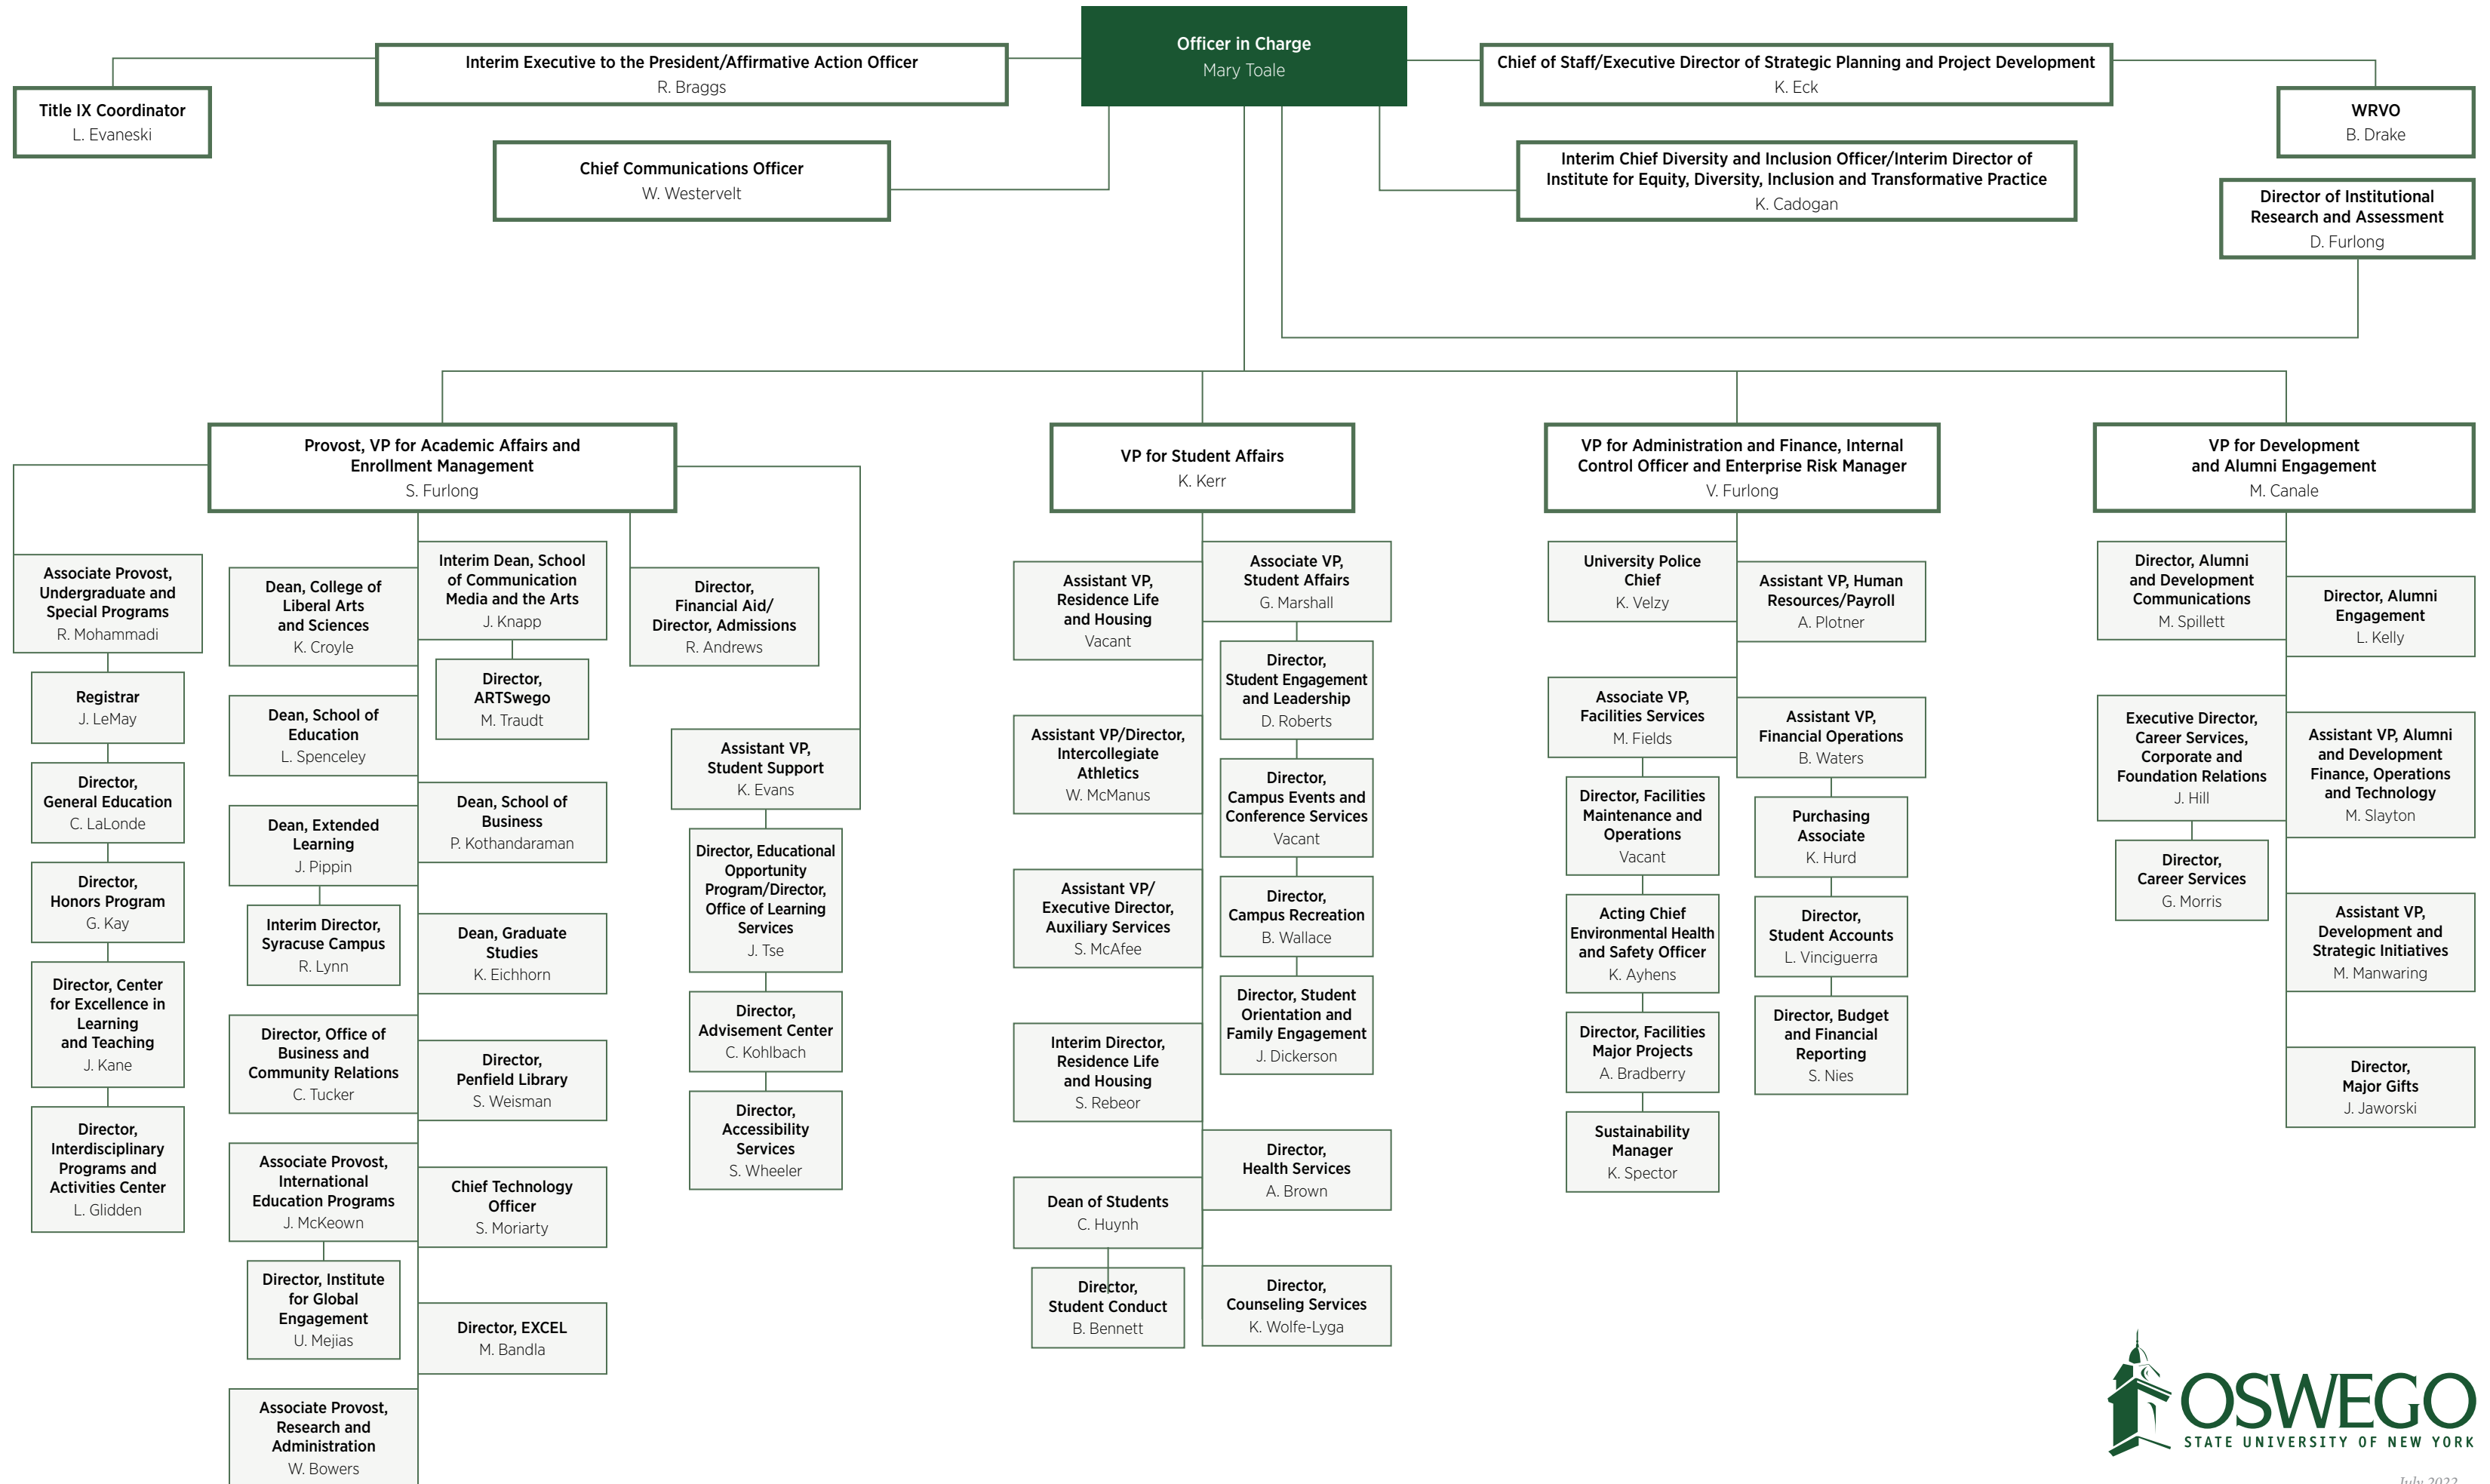 Officer in Charge
Mary Toale
Interim Executive to the President/Affirmative Action Officer
R. Braggs
Chief of Staff/Executive Director of Strategic Planning and Project Development
K. Eck
Title IX Coordinator
L. Evaneski
WRVO
B. Drake
Chief Communications Officer
W. Westervelt
Interim Chief Diversity and Inclusion Officer/Interim Director of
Institute for Equity, Diversity, Inclusion and Transformative Practice
K. Cadogan
Director of Institutional
Research and Assessment
D. Furlong
Provost, VP for Academic Affairs and
Enrollment Management
S. Furlong
Associate Provost,
Undergraduate and
Special Programs
R. Mohammadi
Registrar
J. LeMay
Director,
General Education
C. LaLonde
Director,
Honors Program
G. Kay
Director, Center
for Excellence in
Learning
and Teaching
J. Kane
Director,
Interdisciplinary
Programs and
Activities Center
L. Glidden
Dean, College of
Liberal Arts
and Sciences
K. Croyle
Dean, School of
Education
L. Spenceley
Dean, Extended
Learning
J. Pippin
Interim Director,
Syracuse Campus
R. Lynn
Director, Office of
Business and
Community Relations
C. Tucker
Associate Provost,
International
Education Programs
J. McKeown
Director, Institute
for Global
Engagement
U. Mejias
Associate Provost,
Research and
Administration
W. Bowers
Interim Dean, School
of Communication
Media and the Arts
J. Knapp
Director,
ARTSwego
M. Traudt
Dean, School of
Business
P. Kothandaraman
Dean, Graduate
Studies
K. Eichhorn
Director,
Penfield Library
S. Weisman
Chief Technology
Officer
S. Moriarty
Director, EXCEL
M. Bandla
Director,
Financial Aid/
Director, Admissions
R. Andrews
Assistant VP,
Student Support
K. Evans
Director, Educational
Opportunity
Program/Director,
Office of Learning
Services
J. Tse
Director,
Advisement Center
C. Kohlbach
Director,
Accessibility
Services
S. Wheeler
VP for Student Affairs
K. Kerr
Assistant VP,
Residence Life
and Housing
Vacant
Assistant VP/Director,
Intercollegiate
Athletics
W. McManus
Assistant VP/
Executive Director,
Auxiliary Services
S. McAfee
Interim Director,
Residence Life
and Housing
S. Rebeor
Dean of Students
C. Huynh
Director,
Student Conduct
B. Bennett
Associate VP,
Student Affairs
G. Marshall
Director,
Student Engagement
and Leadership
D. Roberts
Director,
Campus Events and
Conference Services
Vacant
Director,
Campus Recreation
B. Wallace
Director, Student
Orientation and
Family Engagement
J. Dickerson
Director,
Health Services
A. Brown
Director,
Counseling Services
K. Wolfe-Lyga
VP for Administration and Finance, Internal
Control Officer and Enterprise Risk Manager
V. Furlong
University Police
Chief
K. Velzy
Associate VP,
Facilities Services
M. Fields
Director, Facilities
Maintenance and
Operations
Vacant
Acting Chief
Environmental Health
and Safety Officer
K. Ayhens
Director, Facilities
Major Projects
A. Bradberry
Sustainability
Manager
K. Spector
Assistant VP, Human
Resources/Payroll
A. Plotner
Assistant VP,
Financial Operations
B. Waters
Purchasing
Associate
K. Hurd
Director,
Student Accounts
L. Vinciguerra
Director, Budget
and Financial
Reporting
S. Nies
VP for Development
and Alumni Engagement
M. Canale
Director, Alumni
and Development
Communications
M. Spillett
Executive Director,
Career Services,
Corporate and
Foundation Relations
J. Hill
Director,
Career Services
G. Morris
Director, Alumni
Engagement
L. Kelly
Assistant VP, Alumni
and Development
Finance, Operations
and Technology
M. Slayton
Assistant VP,
Development and
Strategic Initiatives
M. Manwaring
Director,
Major Gifts
J. Jaworski
OSWEGO
STATE UNIVERSITY OF NEW YORK
July 2022